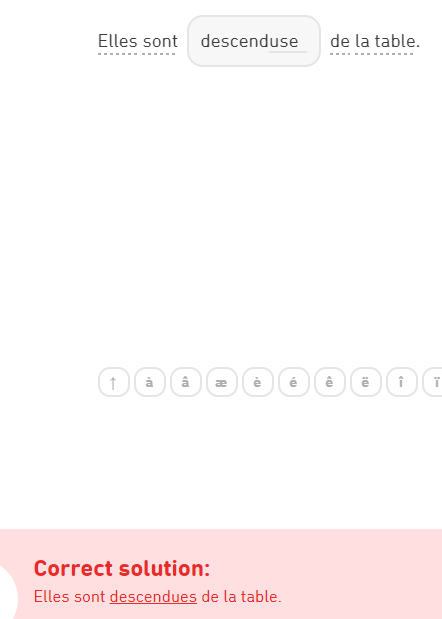 Elles sont descenduse de la table.
↑ à â æ è é ê ë î ï
Correct solution:
Elles sont descendues de la table.